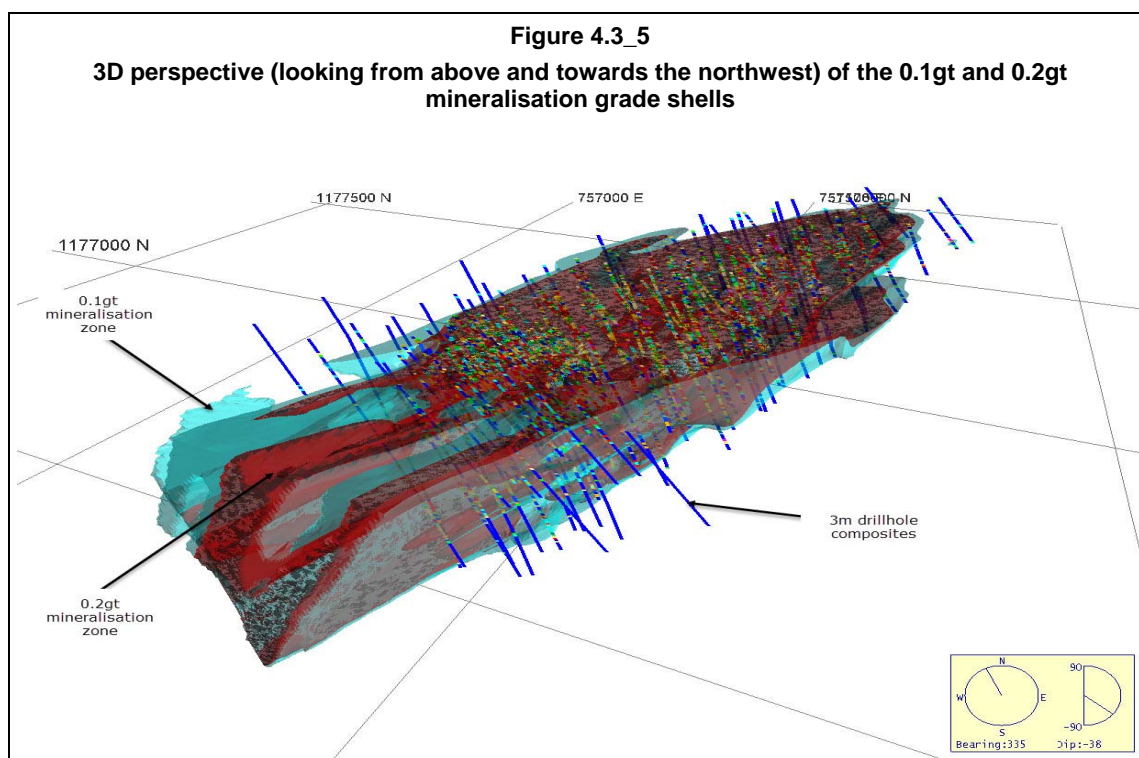 Figure 4.3_5
3D perspective (looking from above and towards the northwest) of the 0.1gt and 0.2gt
mineralisation grade shells
1177500 N
757000 E
1177000 N
0.1gt
mineralisation
zone
3m drillhole
composites
0.2gt
mineralisation
zone
N
W
E
S
90
-90
Bearing:335
Dip:-38